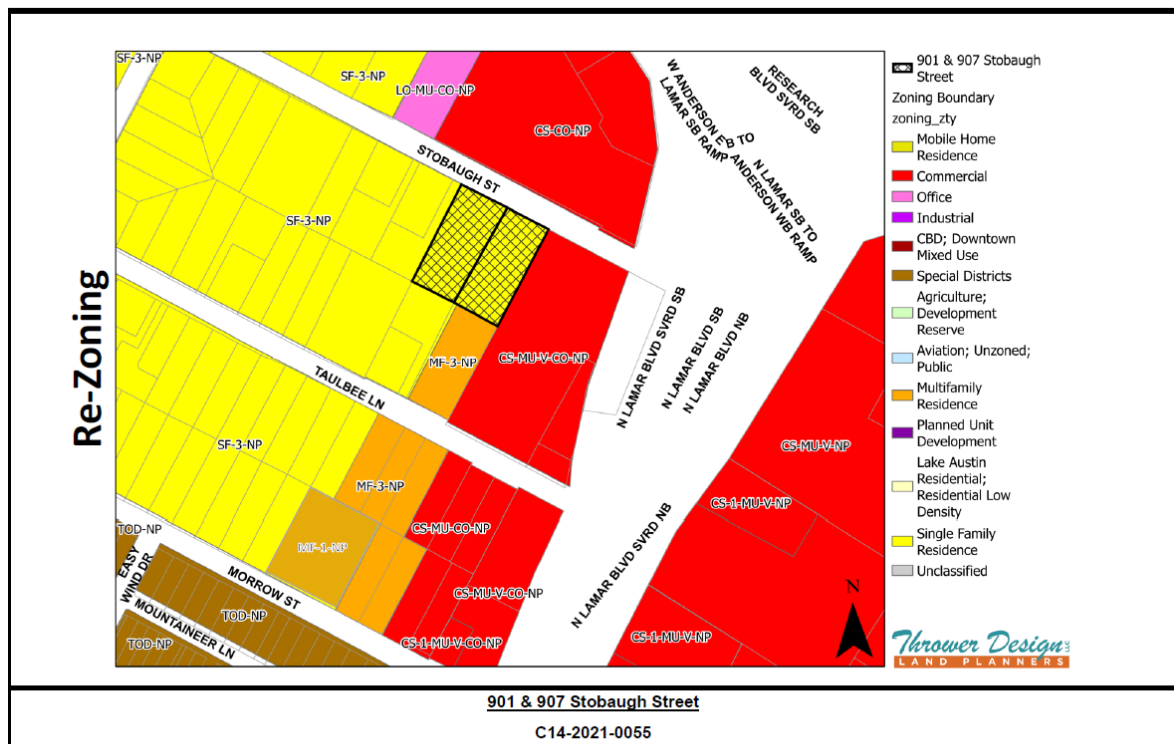 Re-Zoning
SF-3-NP
SF-3-NP
LO-MU-CO-NP
CS-CO-NP
STOBAUGH ST
SF-3-NP
W ANDERSON EB TO
LAMAR SB RAMP
RESEARCH
BLVD SVRD SB
N LAMAR SB TO
E ANDERSON WB RAMP
MF-3-NP
CS-MU-V-CO-NP
N LAMAR BLVD SVRD SB
N LAMAR BLVD SB
N LAMAR BLVD NB
TAULBEE LN
SF-3-NP
MF-3-NP
CS-MU-V-NP
CS-1-MU-V-NP
TOD-NP
MF-1-NP
CS-MU-CO-NP
N LAMAR BLVD SVRD NB
EASY
WIND DR
MORROW ST
CS-MU-V-CO-NP
TOD-NP
MOUNTAINEER LN
TOD-NP
CS-1-MU-V-CO-NP
CS-1-MU-V-NP
N
901 & 907 Stobaugh
Street
Zoning Boundary
zoning_zty
Mobile Home
Residence
Commercial
Office
Industrial
CBD; Downtown
Mixed Use
Special Districts
Agriculture;
Development
Reserve
Aviation; Unzoned;
Public
Multifamily
Residence
Planned Unit
Development
Lake Austin
Residential;
Residential Low
Density
Single Family
Residence
Unclassified
Thrower Design LLC
LAND PLANNERS
901 & 907 Stobaugh Street
C14-2021-0055